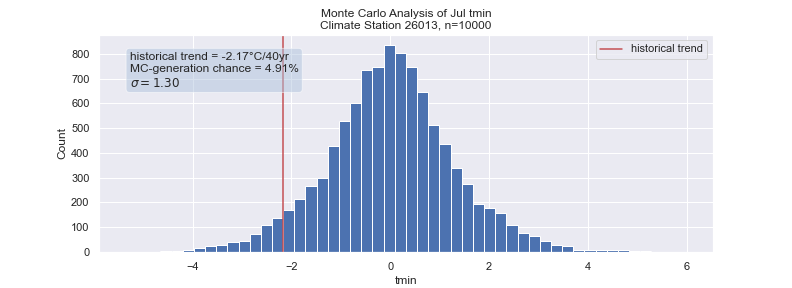 Monte Carlo Analysis of Jul tmin
Climate Station 26013, n=10000
historical trend = -2.17°C/40yr
MC-generation chance = 4.91%
σ = 1.30
historical trend
800
700
600
500
400
300
200
100
0
Count
−4 −2 0 2 4 6
tmin